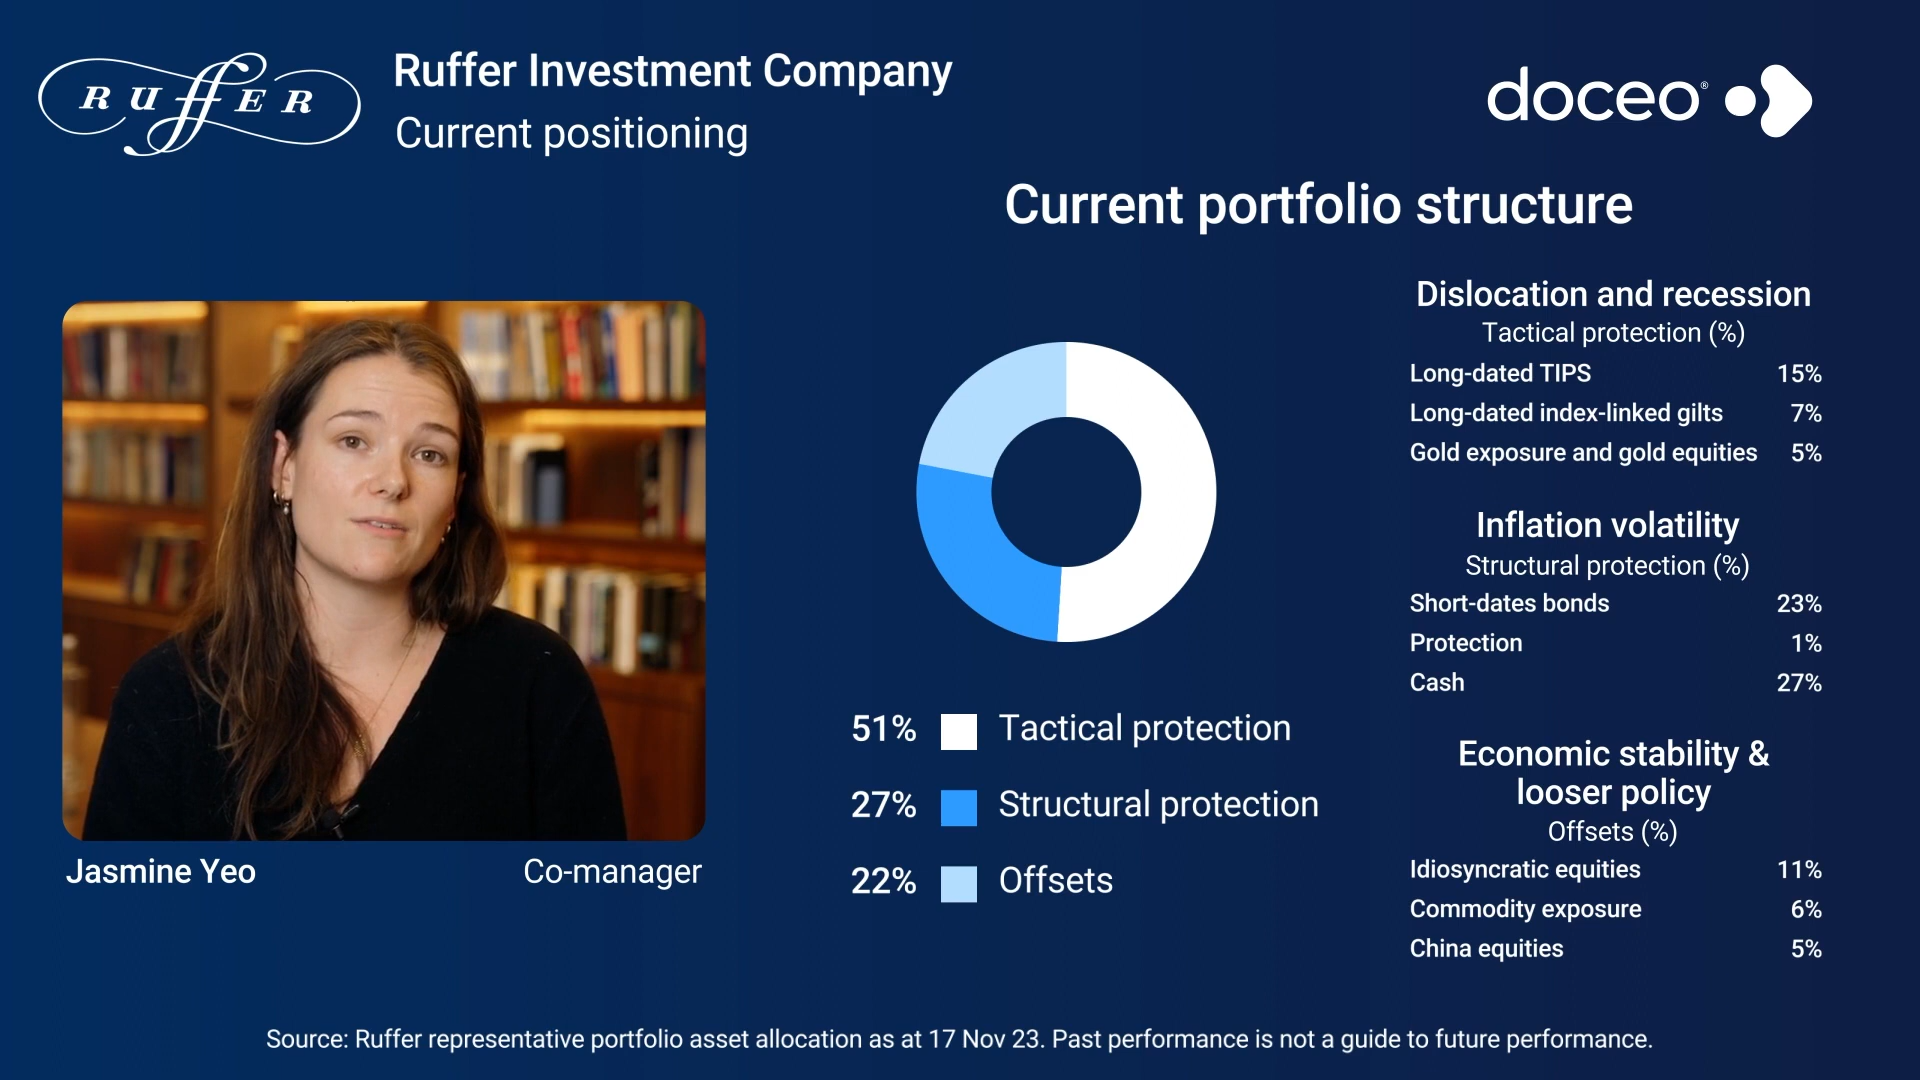 RUffER
Ruffer Investment Company
Current positioning
doceo®
Current portfolio structure
Jasmine Yeo
Co-manager
51% Tactical protection
27% Structural protection
22% Offsets
Dislocation and recession
Tactical protection (%)
Long-dated TIPS 15%
Long-dated index-linked gilts 7%
Gold exposure and gold equities 5%
Inflation volatility
Structural protection (%)
Short-dates bonds 23%
Protection 1%
Cash 27%
Economic stability &
looser policy
Offsets (%)
Idiosyncratic equities 11%
Commodity exposure 6%
China equities 5%
Source: Ruffer representative portfolio asset allocation as at 17 Nov 23. Past performance is not a guide to future performance.